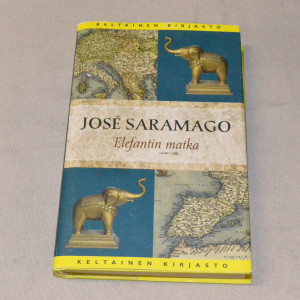 KELTAINEN KIRJASTO
JOSÉ SARAMAGO
Elefantin matka
KELTAINEN KIRJASTO